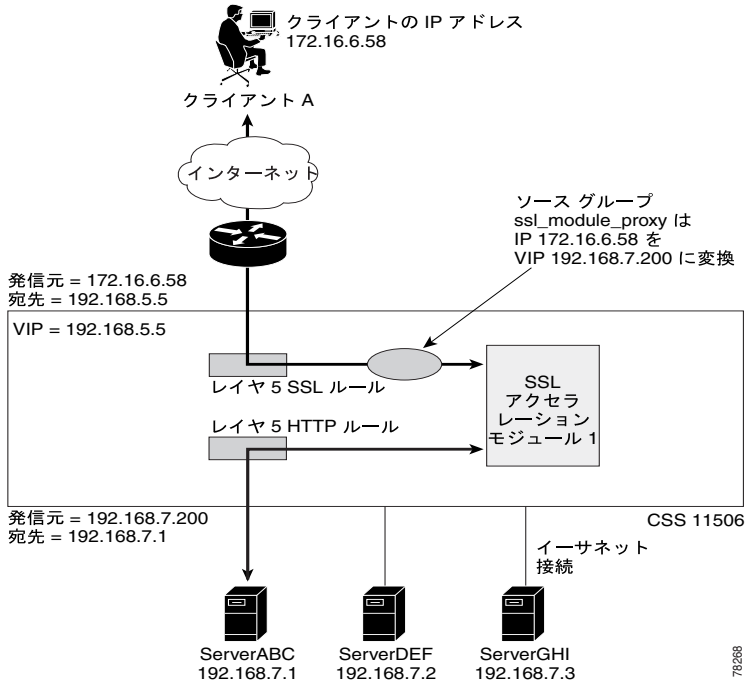 クライアントの IP アドレス
172.16.6.58
クライアント A
インターネット
ソース グループ
ssl_module_proxy は
IP 172.16.6.58 を
VIP 192.168.7.200 に変換
発信元 = 172.16.6.58
宛先 = 192.168.5.5
VIP = 192.168.5.5
レイヤ 5 SSL ルール
SSL
アクセラ
レーション
モジュール 1
レイヤ 5 HTTP ルール
発信元 = 192.168.7.200
宛先 = 192.168.7.1
CSS 11506
イーサネット
接続
ServerABC
192.168.7.1
ServerDEF
192.168.7.2
ServerGHI
192.168.7.3
78268